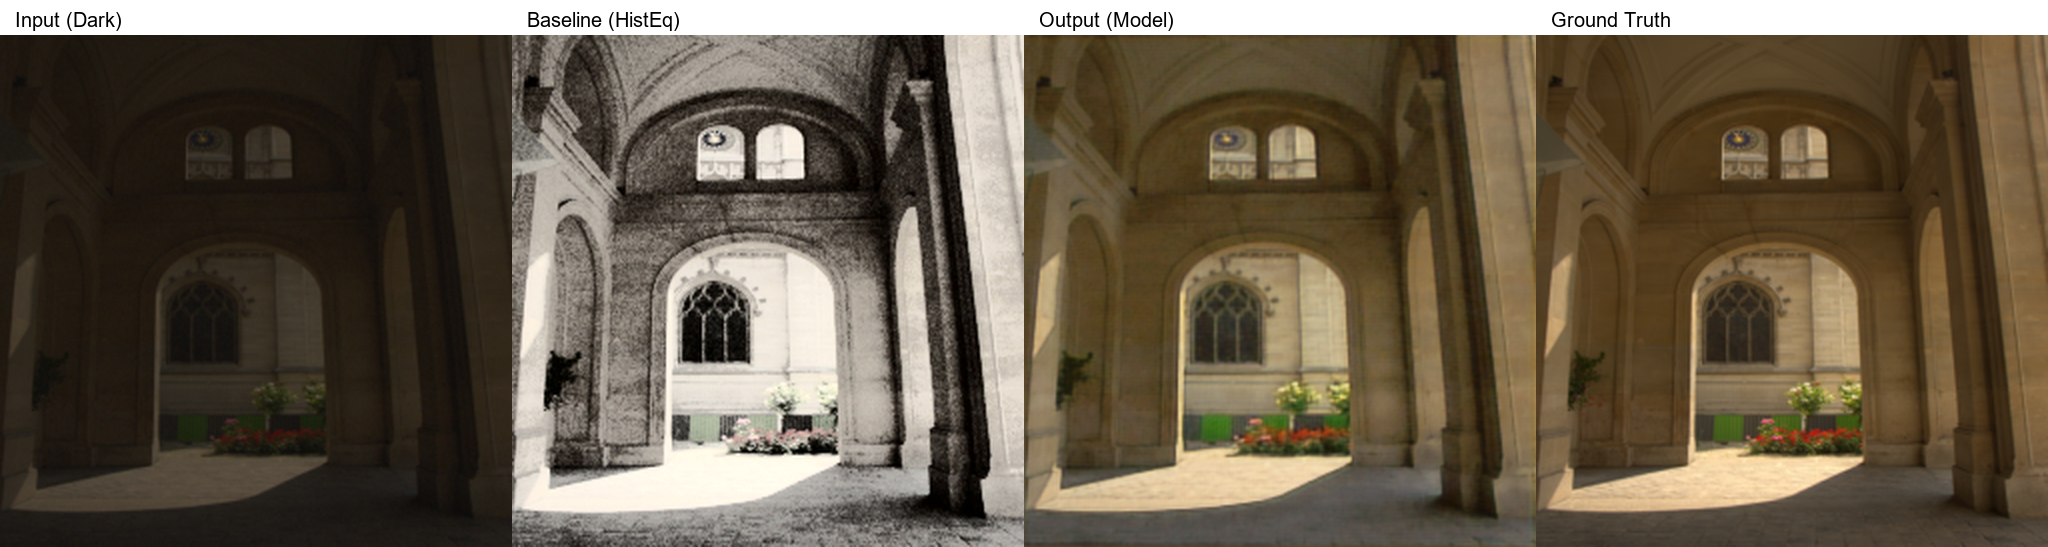 Input (Dark)
Baseline (HistEq)
Output (Model)
Ground Truth